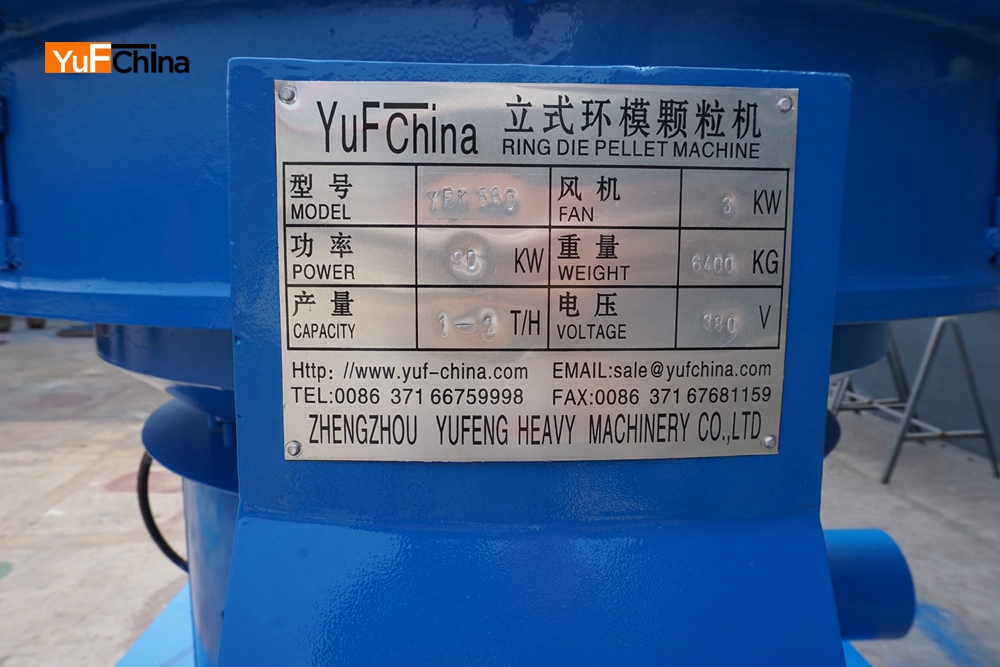 YuFChina
YuFChina 立式环模颗粒机
RING DIE PELLET MACHINE
型号 风机
MODEL FAN 3 KW
功率 重量
POWER 90 KW WEIGHT 6400 KG
产量 电压
CAPACITY 1-2 T/H VOLTAGE 380 V
Http: //www.yuf-china.com EMAIL:sale@yufchina.com
TEL:0086 371 66759998 FAX:0086 371 67681159
ZHENGZHOU YUFENG HEAVY MACHINERY CO.,LTD